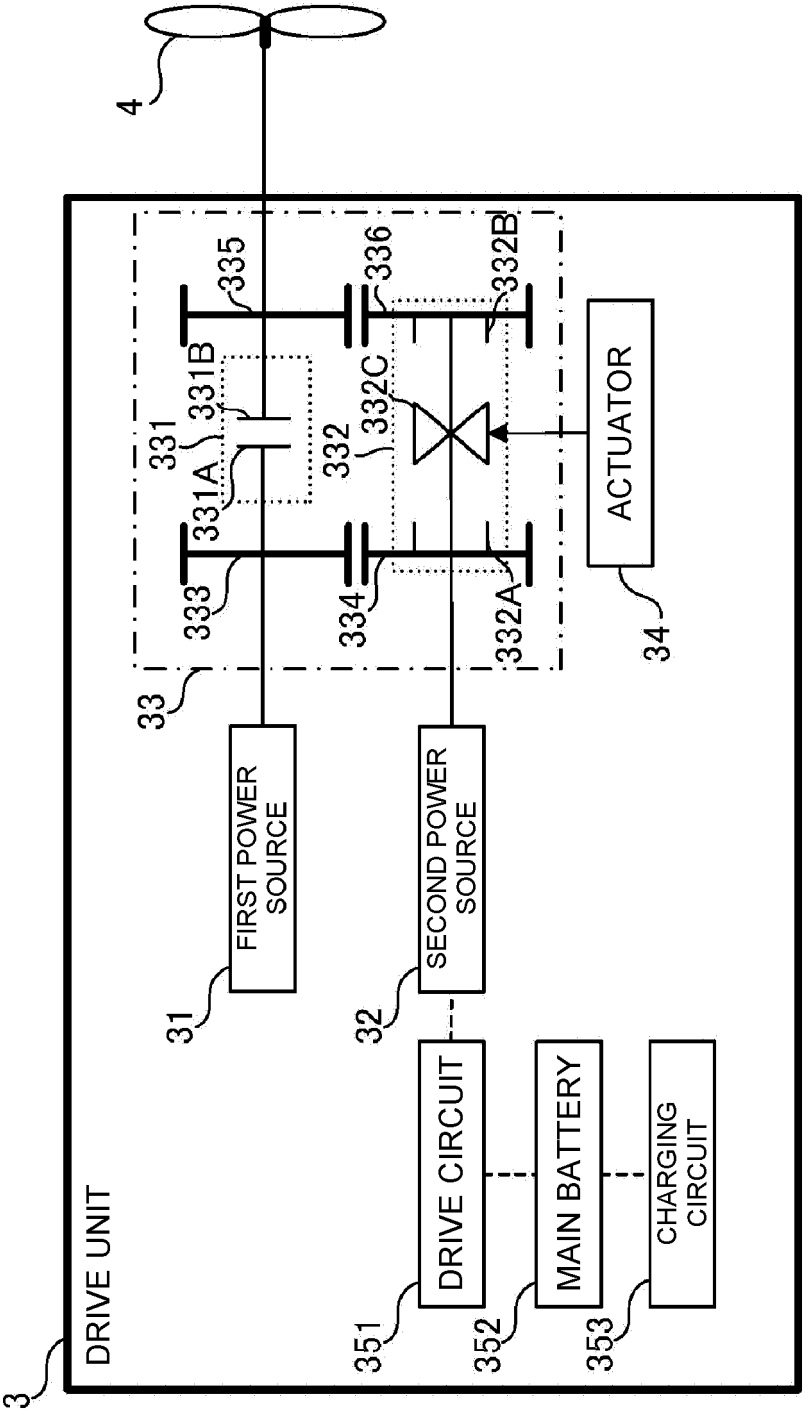 3
DRIVE UNIT
4
33
331
331A
331B
333
335
334
336
332
332C
332A
332B
31
FIRST POWER
SOURCE
32
SECOND POWER
SOURCE
34
ACTUATOR
351
DRIVE CIRCUIT
352
MAIN BATTERY
353
CHARGING
CIRCUIT